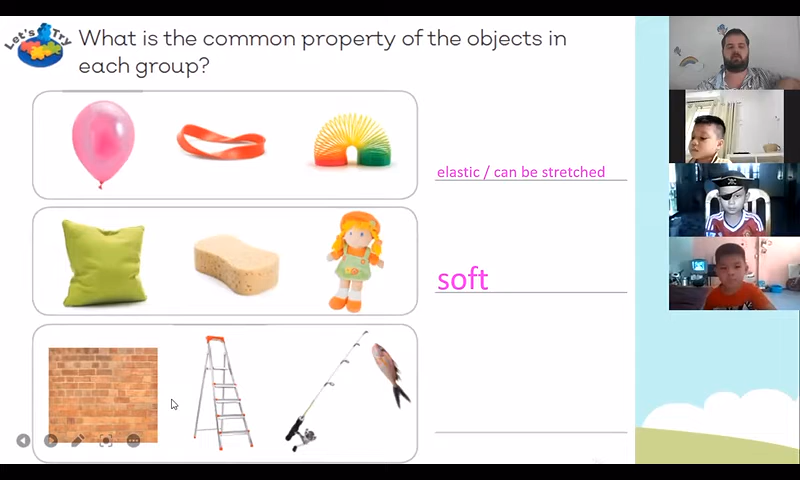 Let's Try
What is the common property of the objects in
each group?
elastic / can be stretched
soft